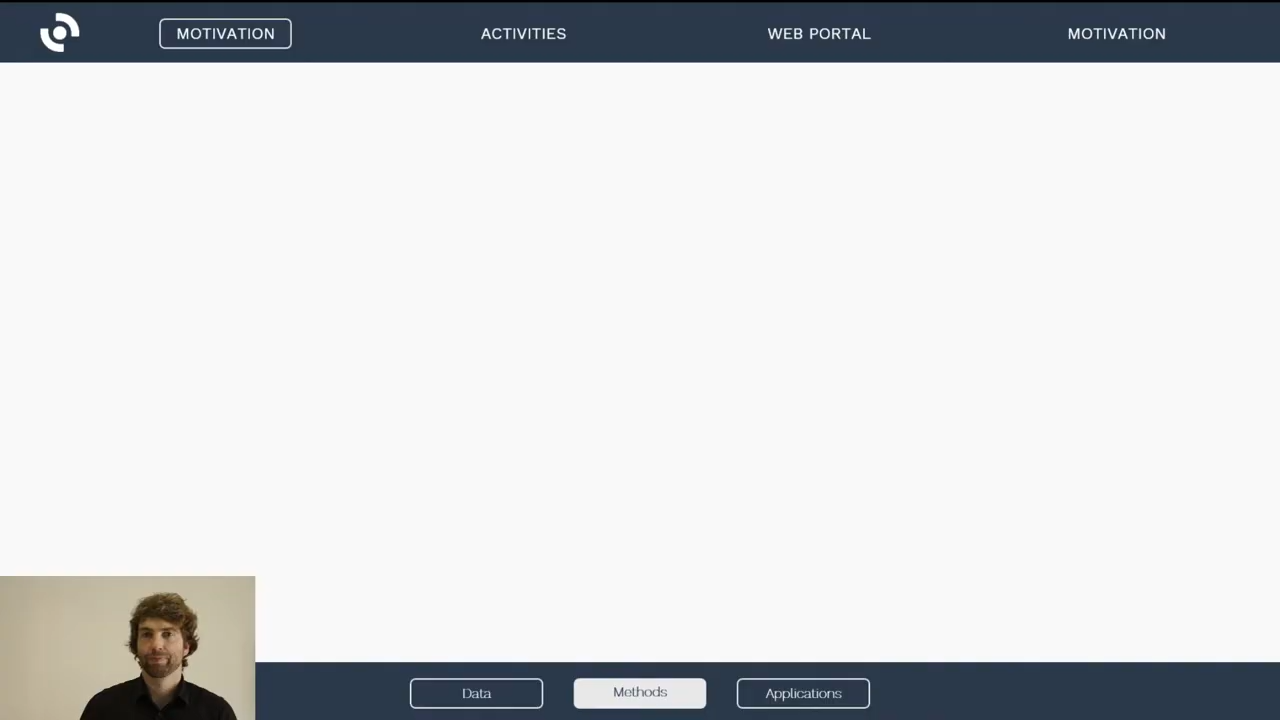 MOTIVATION
ACTIVITIES
WEB PORTAL
MOTIVATION
Data
Methods
Applications